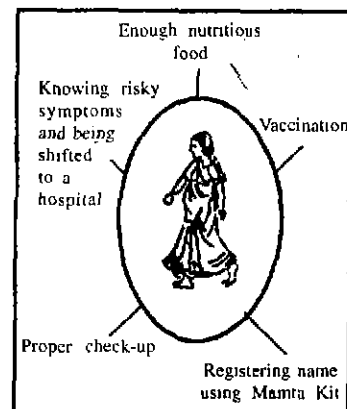 Enough nutritious
food
Knowing risky
symptoms
and being
shifted
to a
hospital
Vaccination
Proper check-up
Registering name
using Mamta Kit